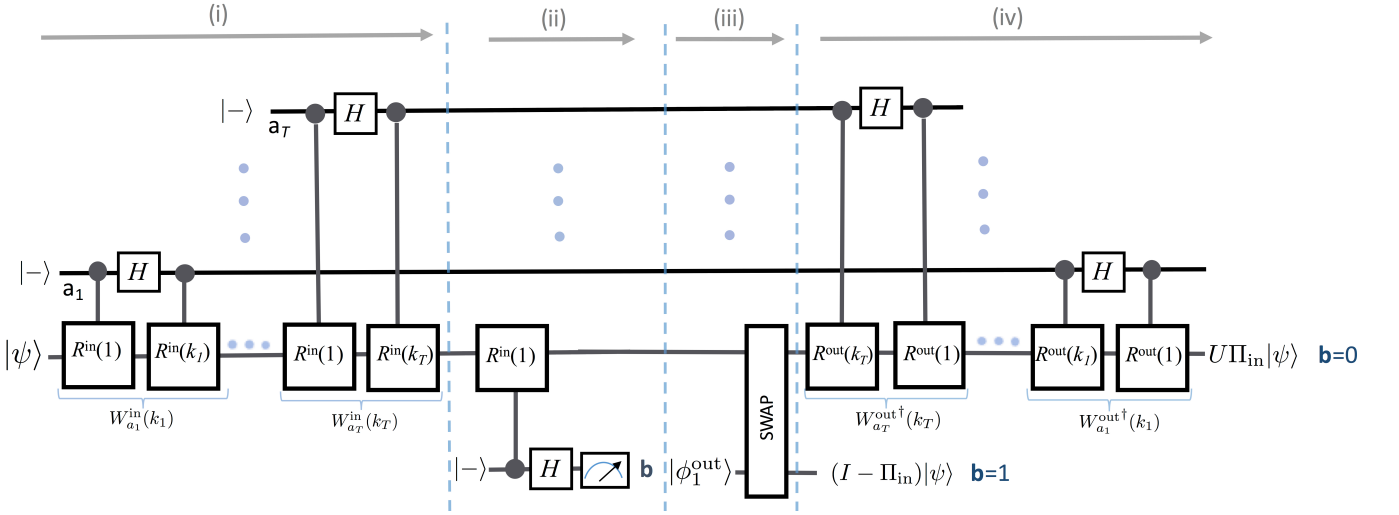 (i) (ii) (iii) (iv)
|−⟩ H H
a_T
|−⟩ H H
a_1
|ψ⟩ R^in(1) R^in(k_1) R^in(1) R^in(k_T) R^in(1) R^out(k_T) R^out(1) R^out(k_1) R^out(1) UΠ_in|ψ⟩ b=0
W^in_{a_1}(k_1) W^in_{a_T}(k_T) SWAP W^out†_{a_T}(k_T) W^out†_{a_1}(k_1)
|−⟩ H b |ϕ^out_1⟩ (I − Π_in)|ψ⟩ b=1